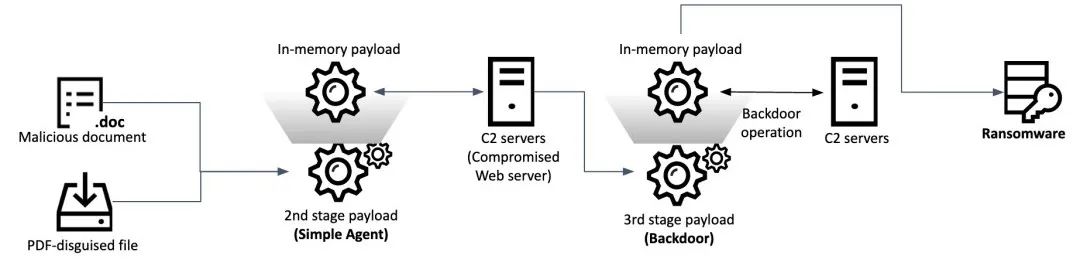 .doc
Malicious document
PDF-disguised file
In-memory payload
2nd stage payload
(Simple Agent)
C2 servers
(Compromised
Web server)
In-memory payload
3rd stage payload
(Backdoor)
Backdoor
operation
C2 servers
Ransomware